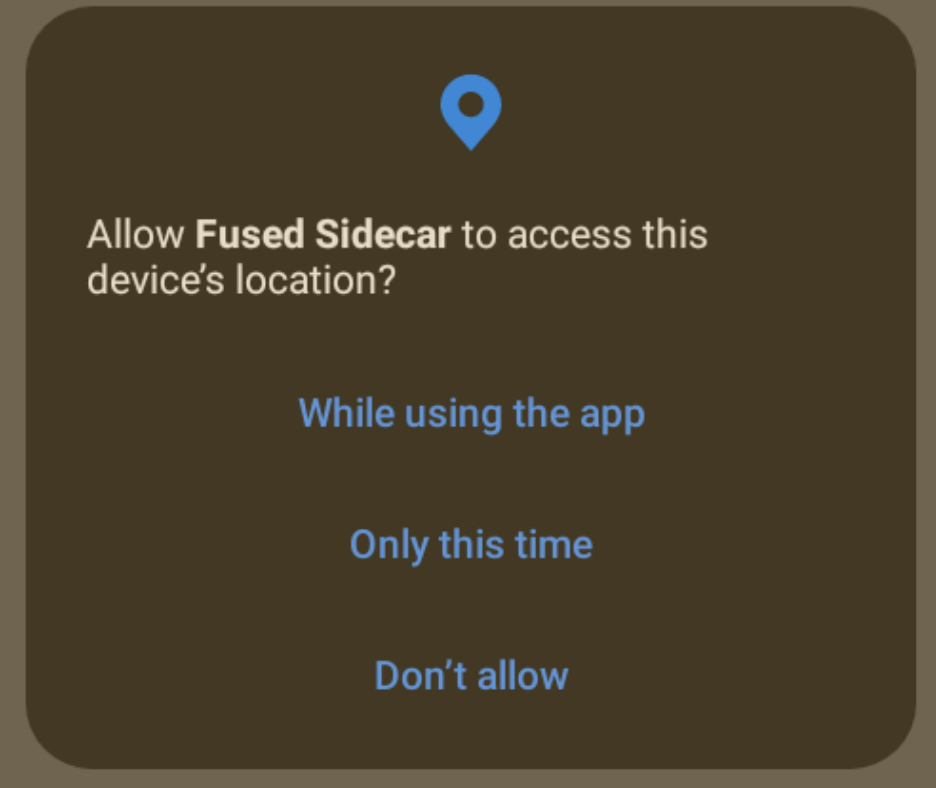 Allow Fused Sidecar to access this
device’s location?
While using the app
Only this time
Don’t allow